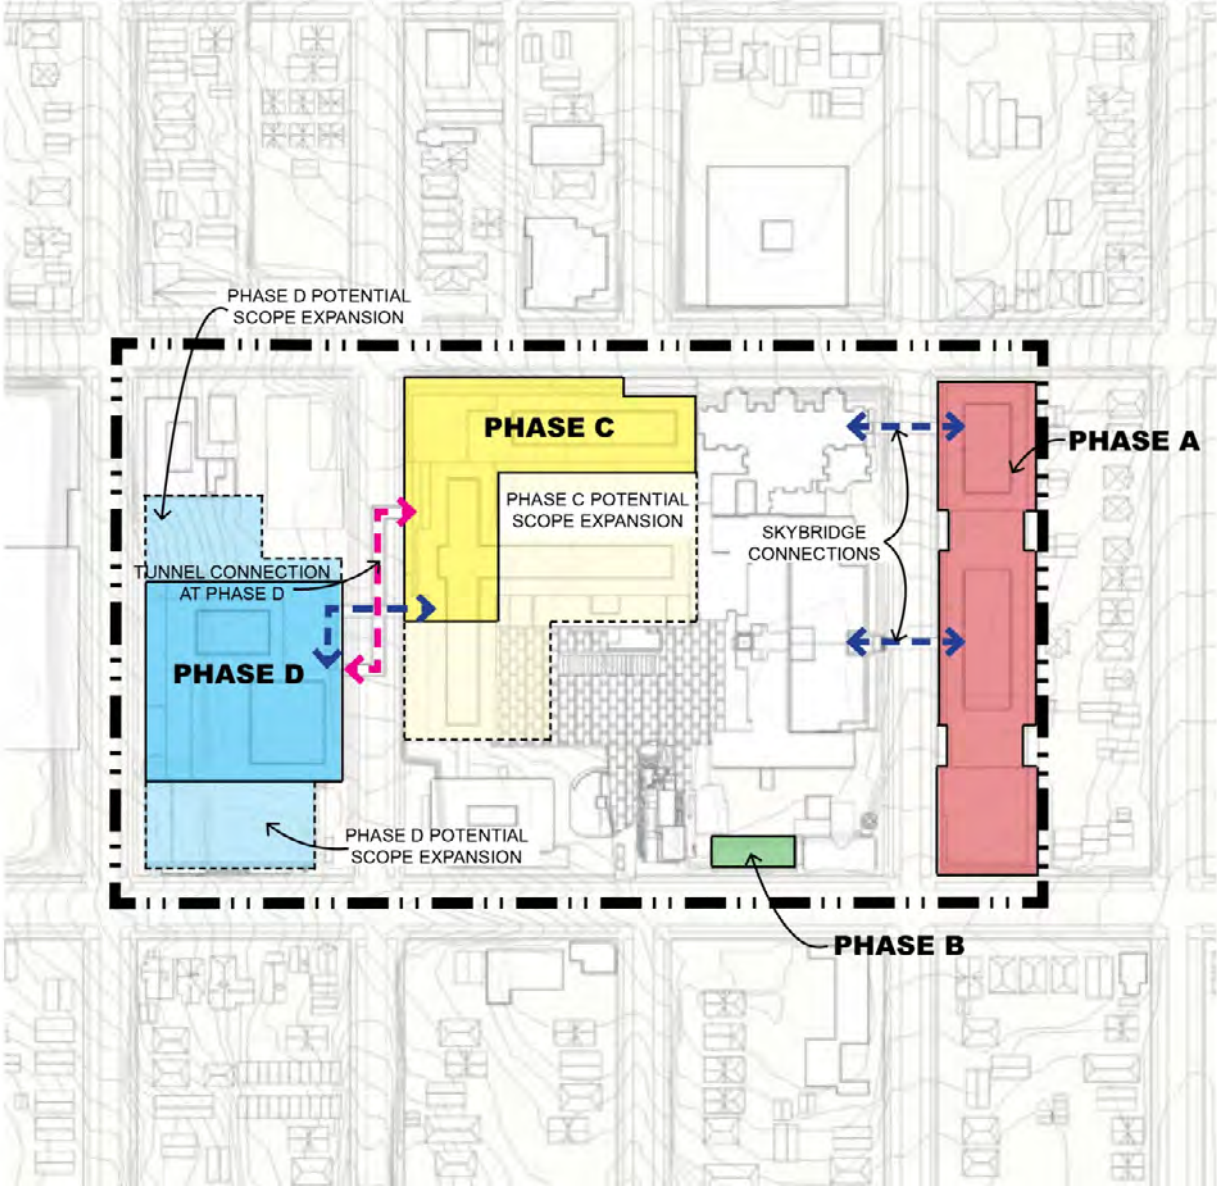 PHASE D POTENTIAL
SCOPE EXPANSION
PHASE C
PHASE A
PHASE C POTENTIAL
SCOPE EXPANSION
SKYBRIDGE
CONNECTIONS
TUNNEL CONNECTION
AT PHASE D
PHASE D
PHASE D POTENTIAL
SCOPE EXPANSION
PHASE B